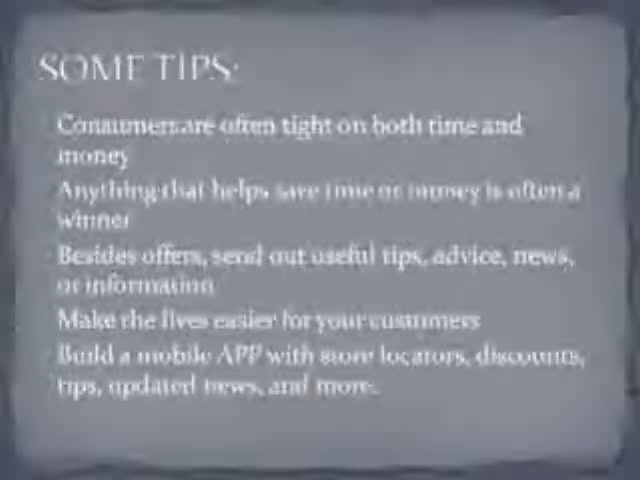 SOME TIPS:
Consumers are often tight on both time and
money
Anything that helps save time or money is often a
winner
Besides offers, send out useful tips, advice, news,
or information
Make the lives easier for your customers
Build a mobile APP with store locators, discounts,
tips, updated news, and more.